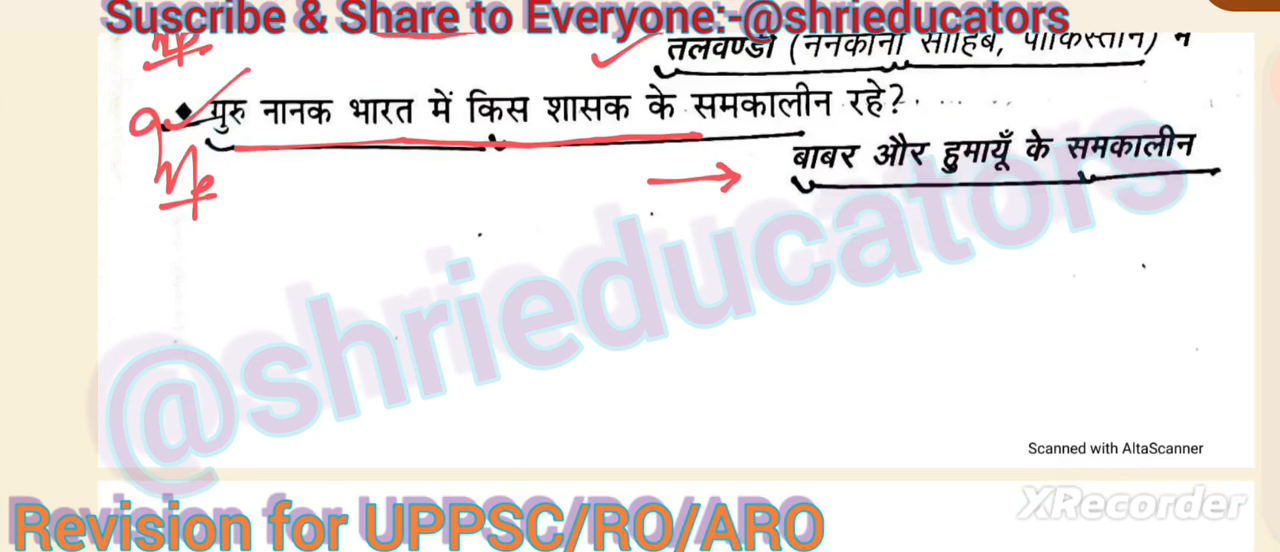 Suscribe & Share to Everyone:-@shrieducators
तलवण्डी (ननकाना साहिब, पाकिस्तान) में
◆ गुरु नानक भारत में किस शासक के समकालीन रहे?
बाबर और हुमायूँ के समकालीन
@shrieducators
Scanned with AltaScanner
XRecorder
Revision for UPPSC/RO/ARO